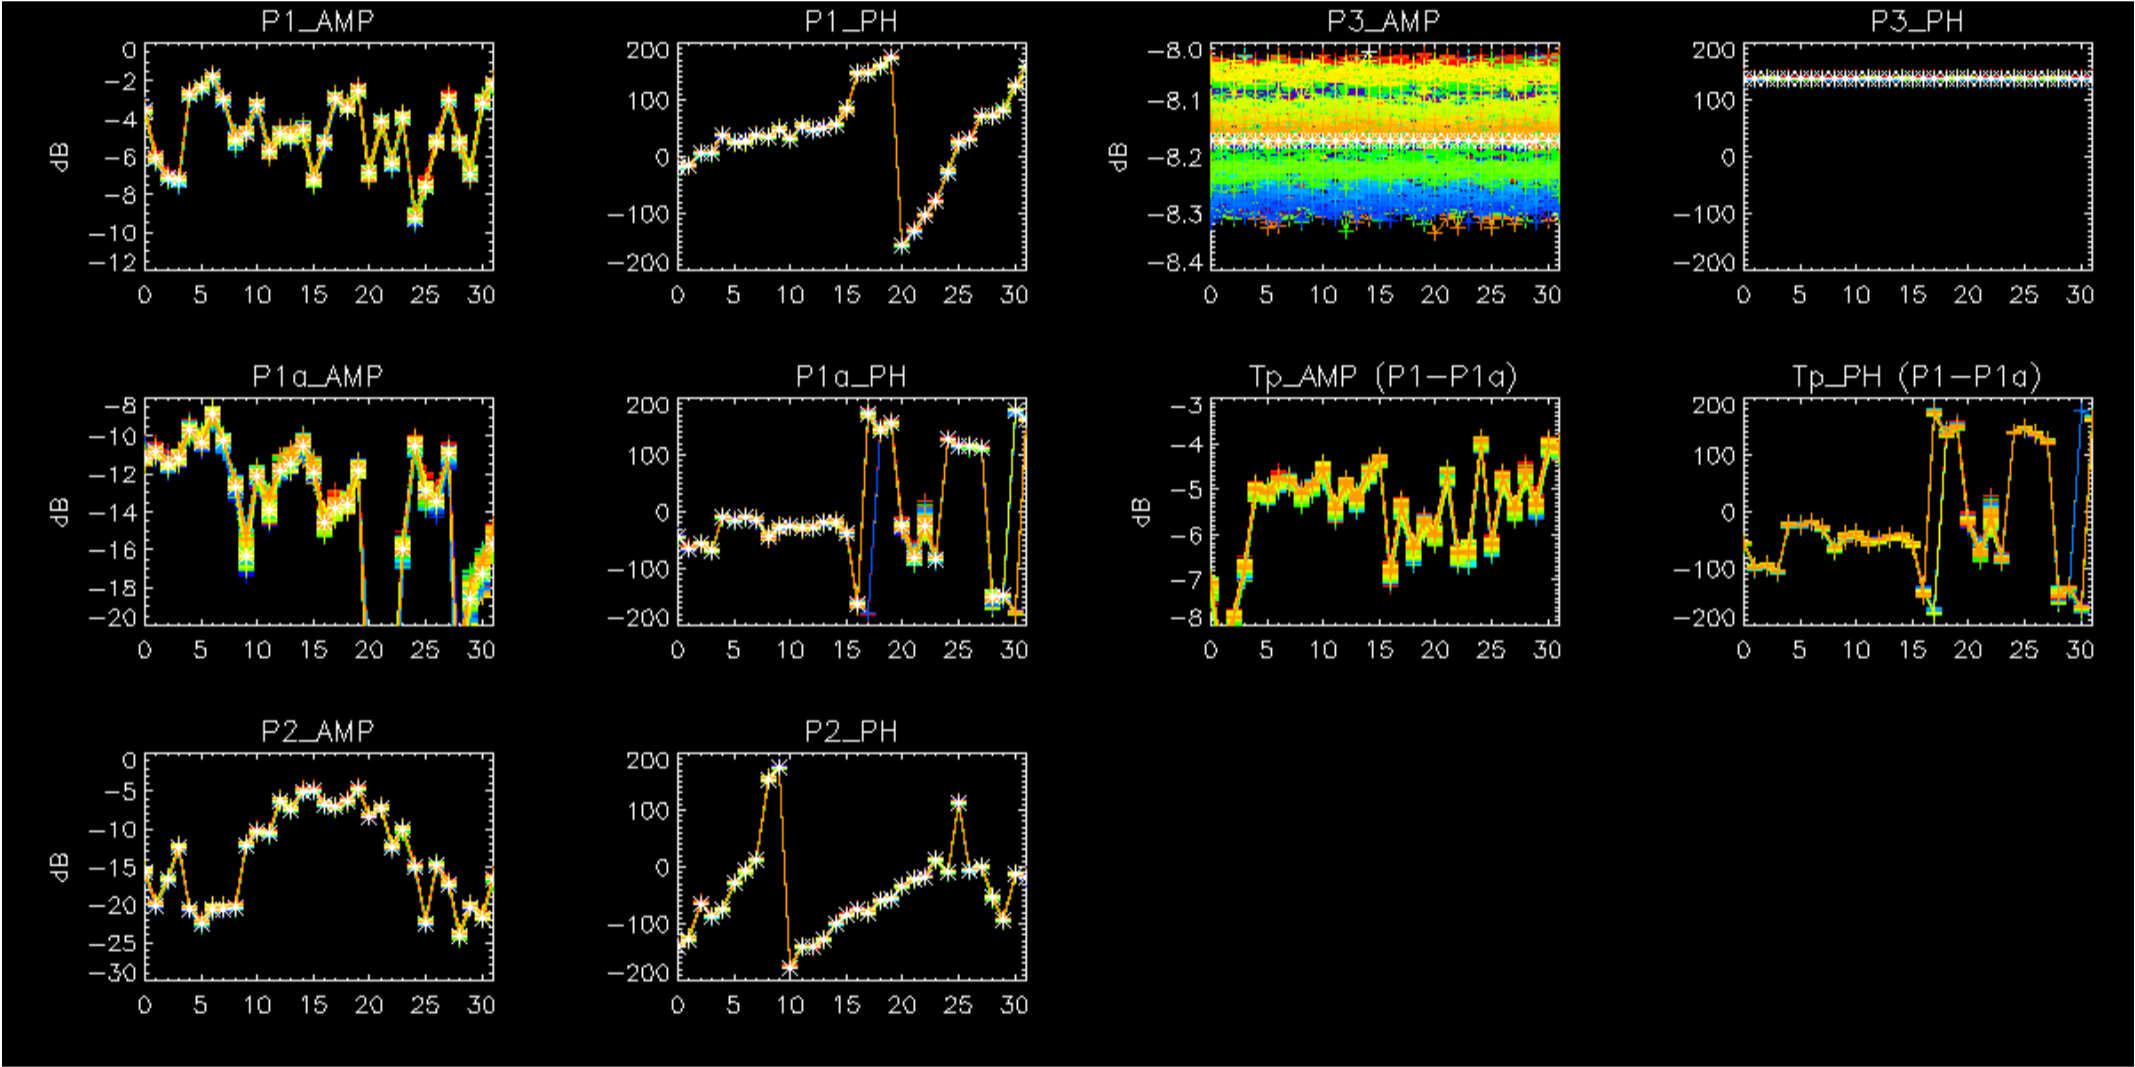 P1_AMP
dB
0
−2
−4
−6
−8
−10
−12
0 5 10 15 20 25 30
P1_PH
200
100
0
−100
−200
0 5 10 15 20 25 30
P3_AMP
dB
−8.0
−8.1
−8.2
−8.3
−8.4
0 5 10 15 20 25 30
P3_PH
200
100
0
−100
−200
0 5 10 15 20 25 30
P1a_AMP
dB
−8
−10
−12
−14
−16
−18
−20
0 5 10 15 20 25 30
P1a_PH
200
100
0
−100
−200
0 5 10 15 20 25 30
Tp_AMP (P1−P1a)
dB
−3
−4
−5
−6
−7
−8
0 5 10 15 20 25 30
Tp_PH (P1−P1a)
200
100
0
−100
−200
0 5 10 15 20 25 30
P2_AMP
dB
0
−5
−10
−15
−20
−25
−30
0 5 10 15 20 25 30
P2_PH
200
100
0
−100
−200
0 5 10 15 20 25 30